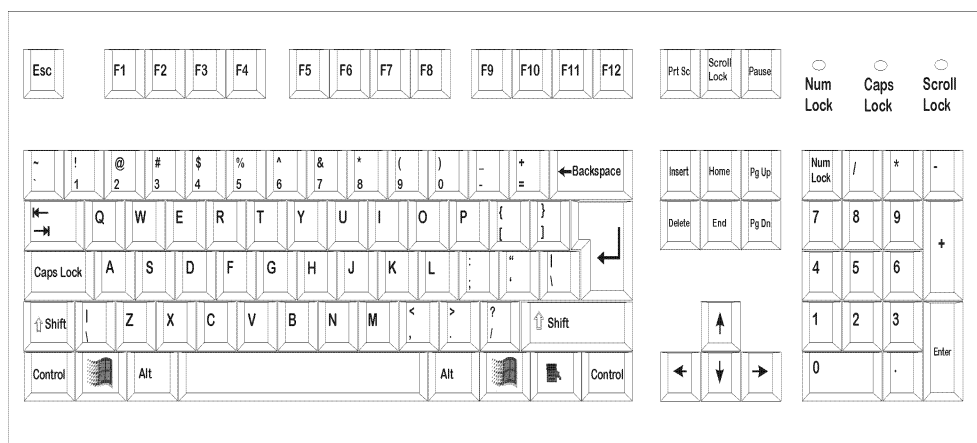 Esc F1 F2 F3 F4 F5 F6 F7 F8 F9 F10 F11 F12 Prt Sc Scroll Lock Pause
Num Lock Caps Lock Scroll Lock
~ ! @ # $ % ^ & * ( ) _ +
` 1 2 3 4 5 6 7 8 9 0 - = ←Backspace Insert Home Pg Up Num Lock / * -
Q W E R T Y U I O P { }
[ ] Delete End Pg Dn 7 8 9 +
Caps Lock A S D F G H J K L : “ |
; ‘ \ 4 5 6
⇧ Shift | Z X C V B N M < > ? ⇧ Shift
\ , . / 1 2 3 Enter
Control Alt Alt Control 0 .